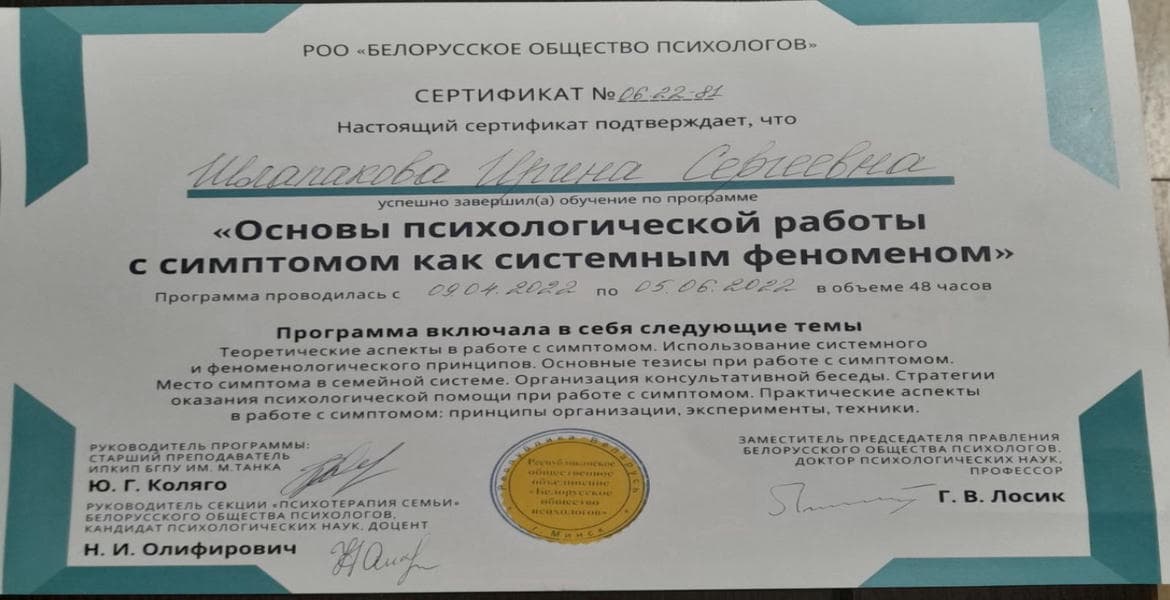 РОО «БЕЛОРУССКОЕ ОБЩЕСТВО ПСИХОЛОГОВ»
СЕРТИФИКАТ № 06-22-81
Настоящий сертификат подтверждает, что
Шлапакова Ирина Сергеевна
успешно завершил(а) обучение по программе
«Основы психологической работы
с симптомом как системным феноменом»
Программа проводилась с 09.04.2022 по 05.06.2022 в объеме 48 часов
Программа включала в себя следующие темы
Теоретические аспекты в работе с симптомом. Использование системного
и феноменологического принципов. Основные тезисы при работе с симптомом.
Место симптома в семейной системе. Организация консультативной беседы. Стратегии
оказания психологической помощи при работе с симптомом. Практические аспекты
в работе с симптомом: принципы организации, эксперименты, техники.
РУКОВОДИТЕЛЬ ПРОГРАММЫ:
СТАРШИЙ ПРЕПОДАВАТЕЛЬ
ИПКИП БГПУ ИМ. М.ТАНКА
Ю. Г. Коляго
РУКОВОДИТЕЛЬ СЕКЦИИ «ПСИХОТЕРАПИЯ СЕМЬИ»
БЕЛОРУССКОГО ОБЩЕСТВА ПСИХОЛОГОВ,
КАНДИДАТ ПСИХОЛОГИЧЕСКИХ НАУК, ДОЦЕНТ
Н. И. Олифирович
Республика Беларусь
Республиканское
общественное
объединение
«Белорусское
общество
психологов»
г. Минск
ЗАМЕСТИТЕЛЬ ПРЕДСЕДАТЕЛЯ ПРАВЛЕНИЯ
БЕЛОРУССКОГО ОБЩЕСТВА ПСИХОЛОГОВ,
ДОКТОР ПСИХОЛОГИЧЕСКИХ НАУК,
ПРОФЕССОР
Г. В. Лосик